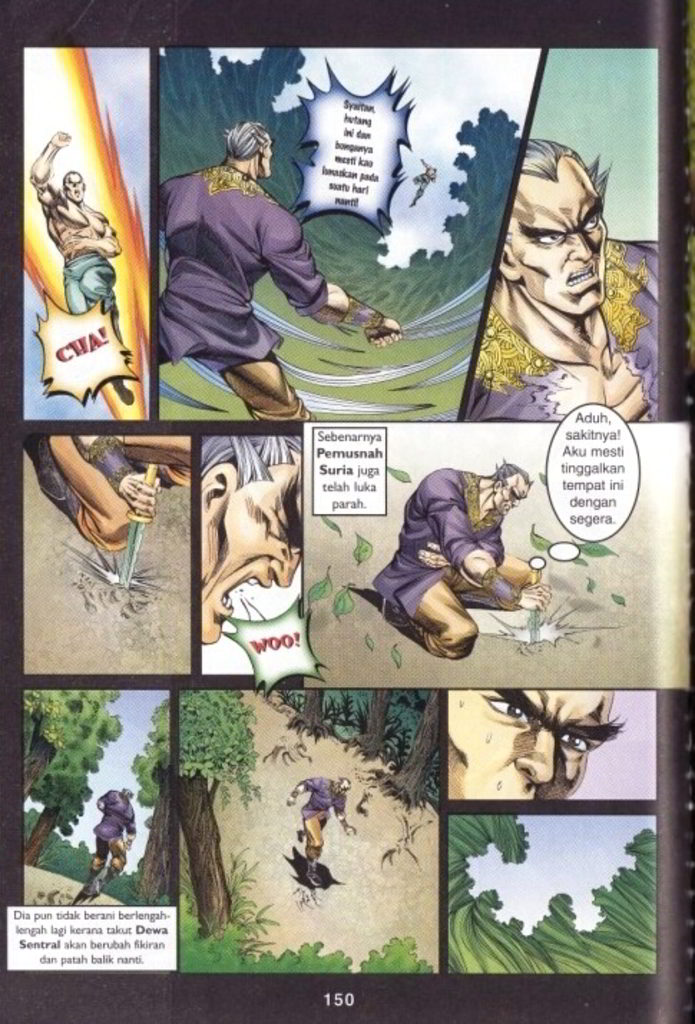 CHA!
Syaitan,
hutang
ini dan
bunganya
mesti kau
lunaskan pada
suatu hari
nanti!
Sebenarnya
Pemusnah
Suria juga
telah luka
parah.
Aduh,
sakitnya!
Aku mesti
tinggalkan
tempat ini
dengan
segera.
WOO!
Dia pun tidak berani berlengah-
lengah lagi kerana takut Dewa
Sentral akan berubah fikiran
dan patah balik nanti.
150